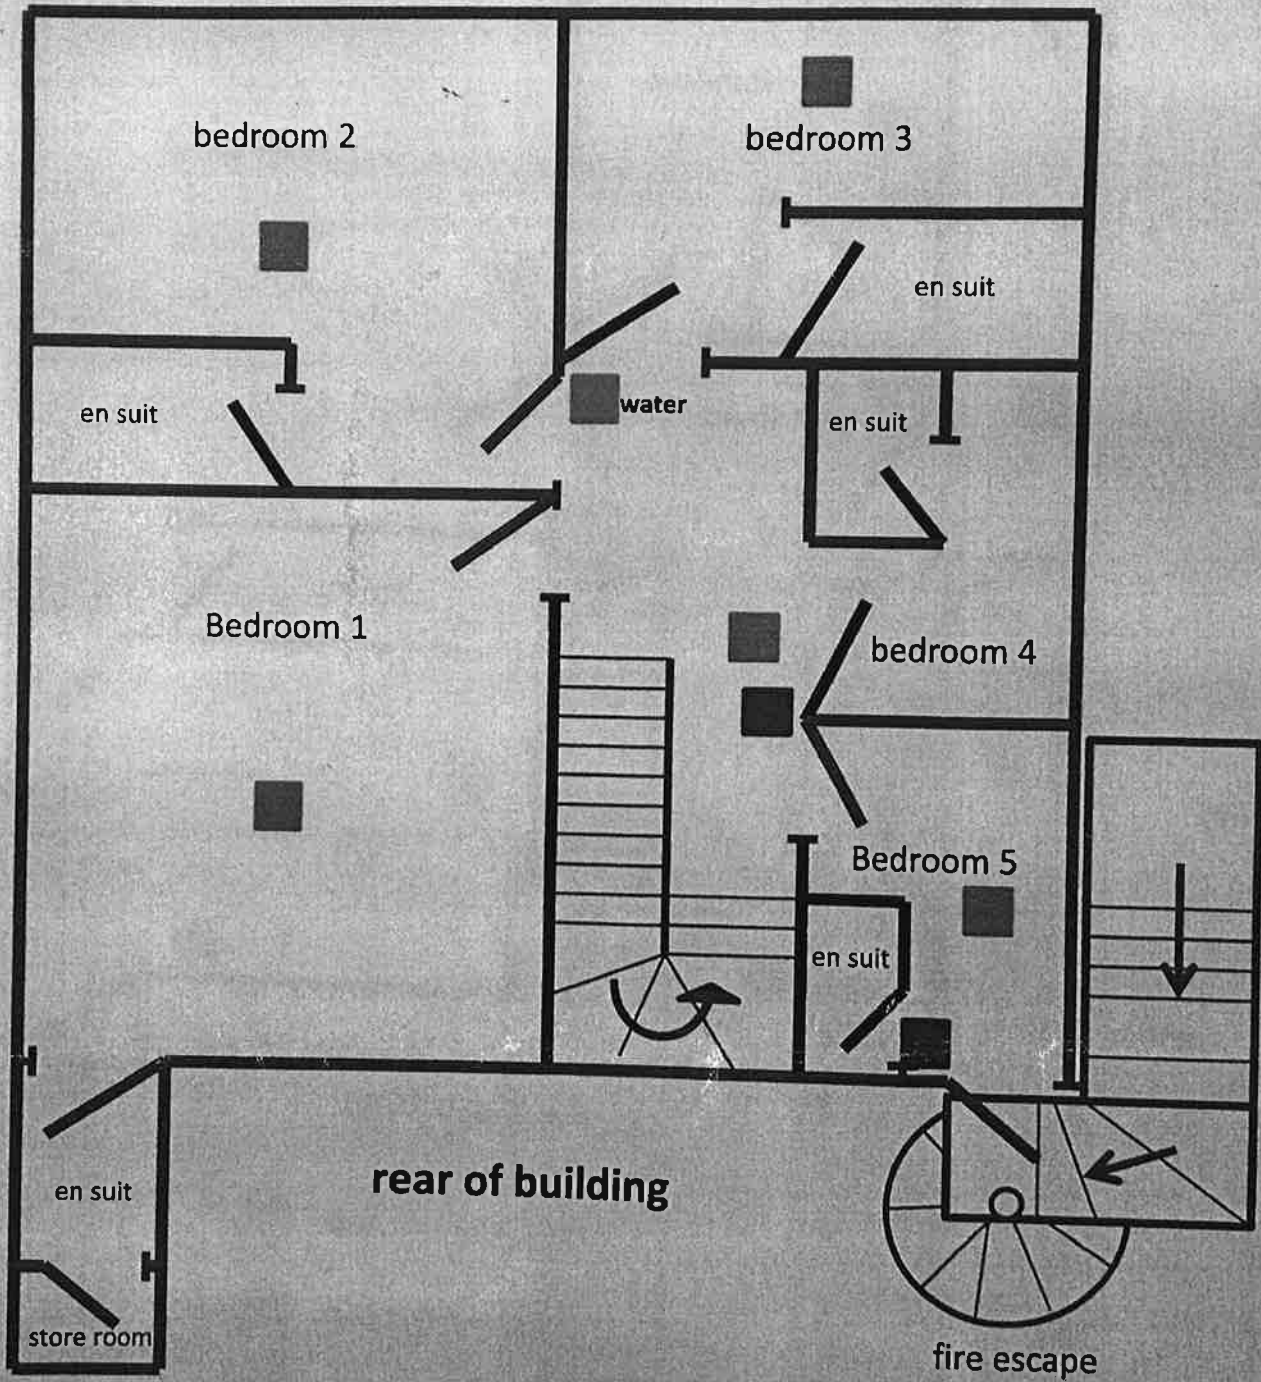 bedroom 2
bedroom 3
en suit
en suit
water
en suit
Bedroom 1
bedroom 4
Bedroom 5
en suit
rear of building
en suit
store room
fire escape